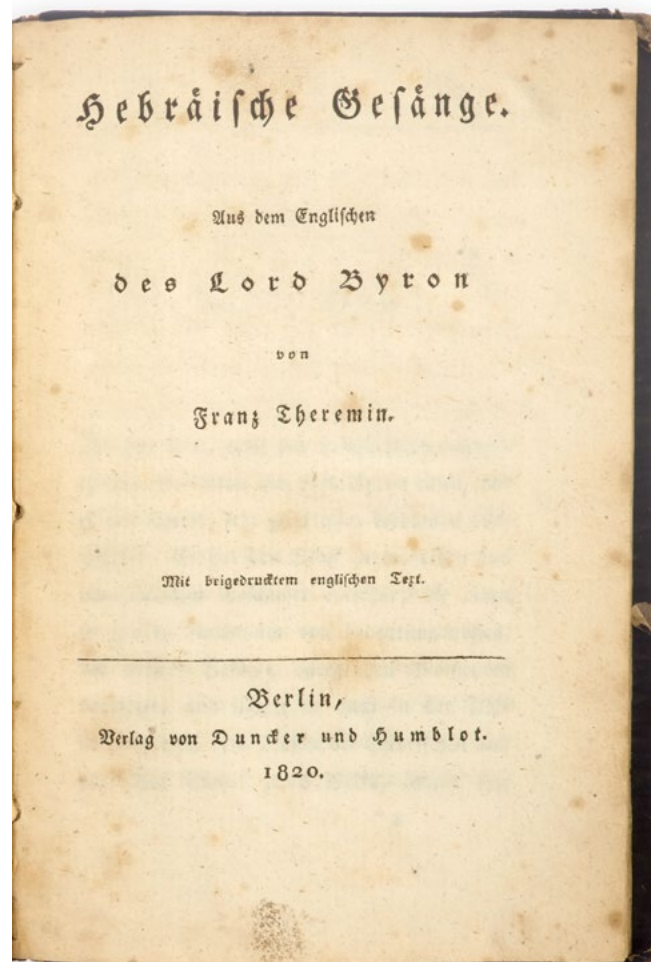 Hebräiſche Geſänge.
Aus dem Engliſchen
des Lord Byron
von
Franz Theremin.
Mit beigedrucktem engliſchen Text.
Berlin,
Verlag von Duncker und Humblot.
1820.